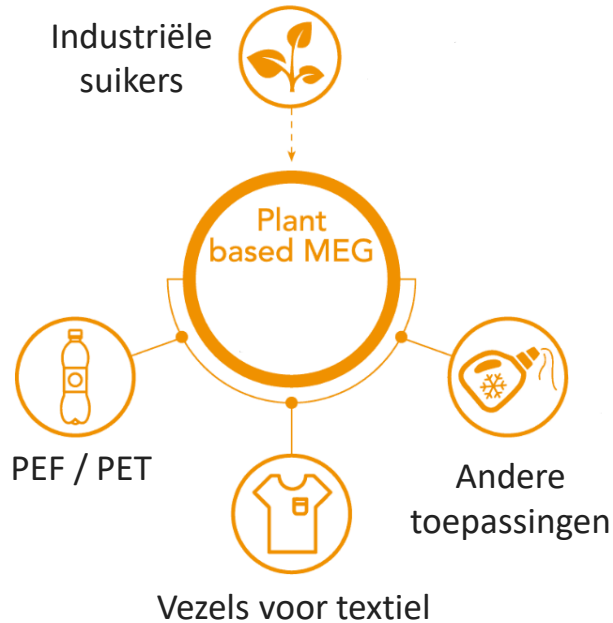 Industriële
suikers
Plant
based MEG
PEF / PET
Andere
toepassingen
Vezels voor textiel